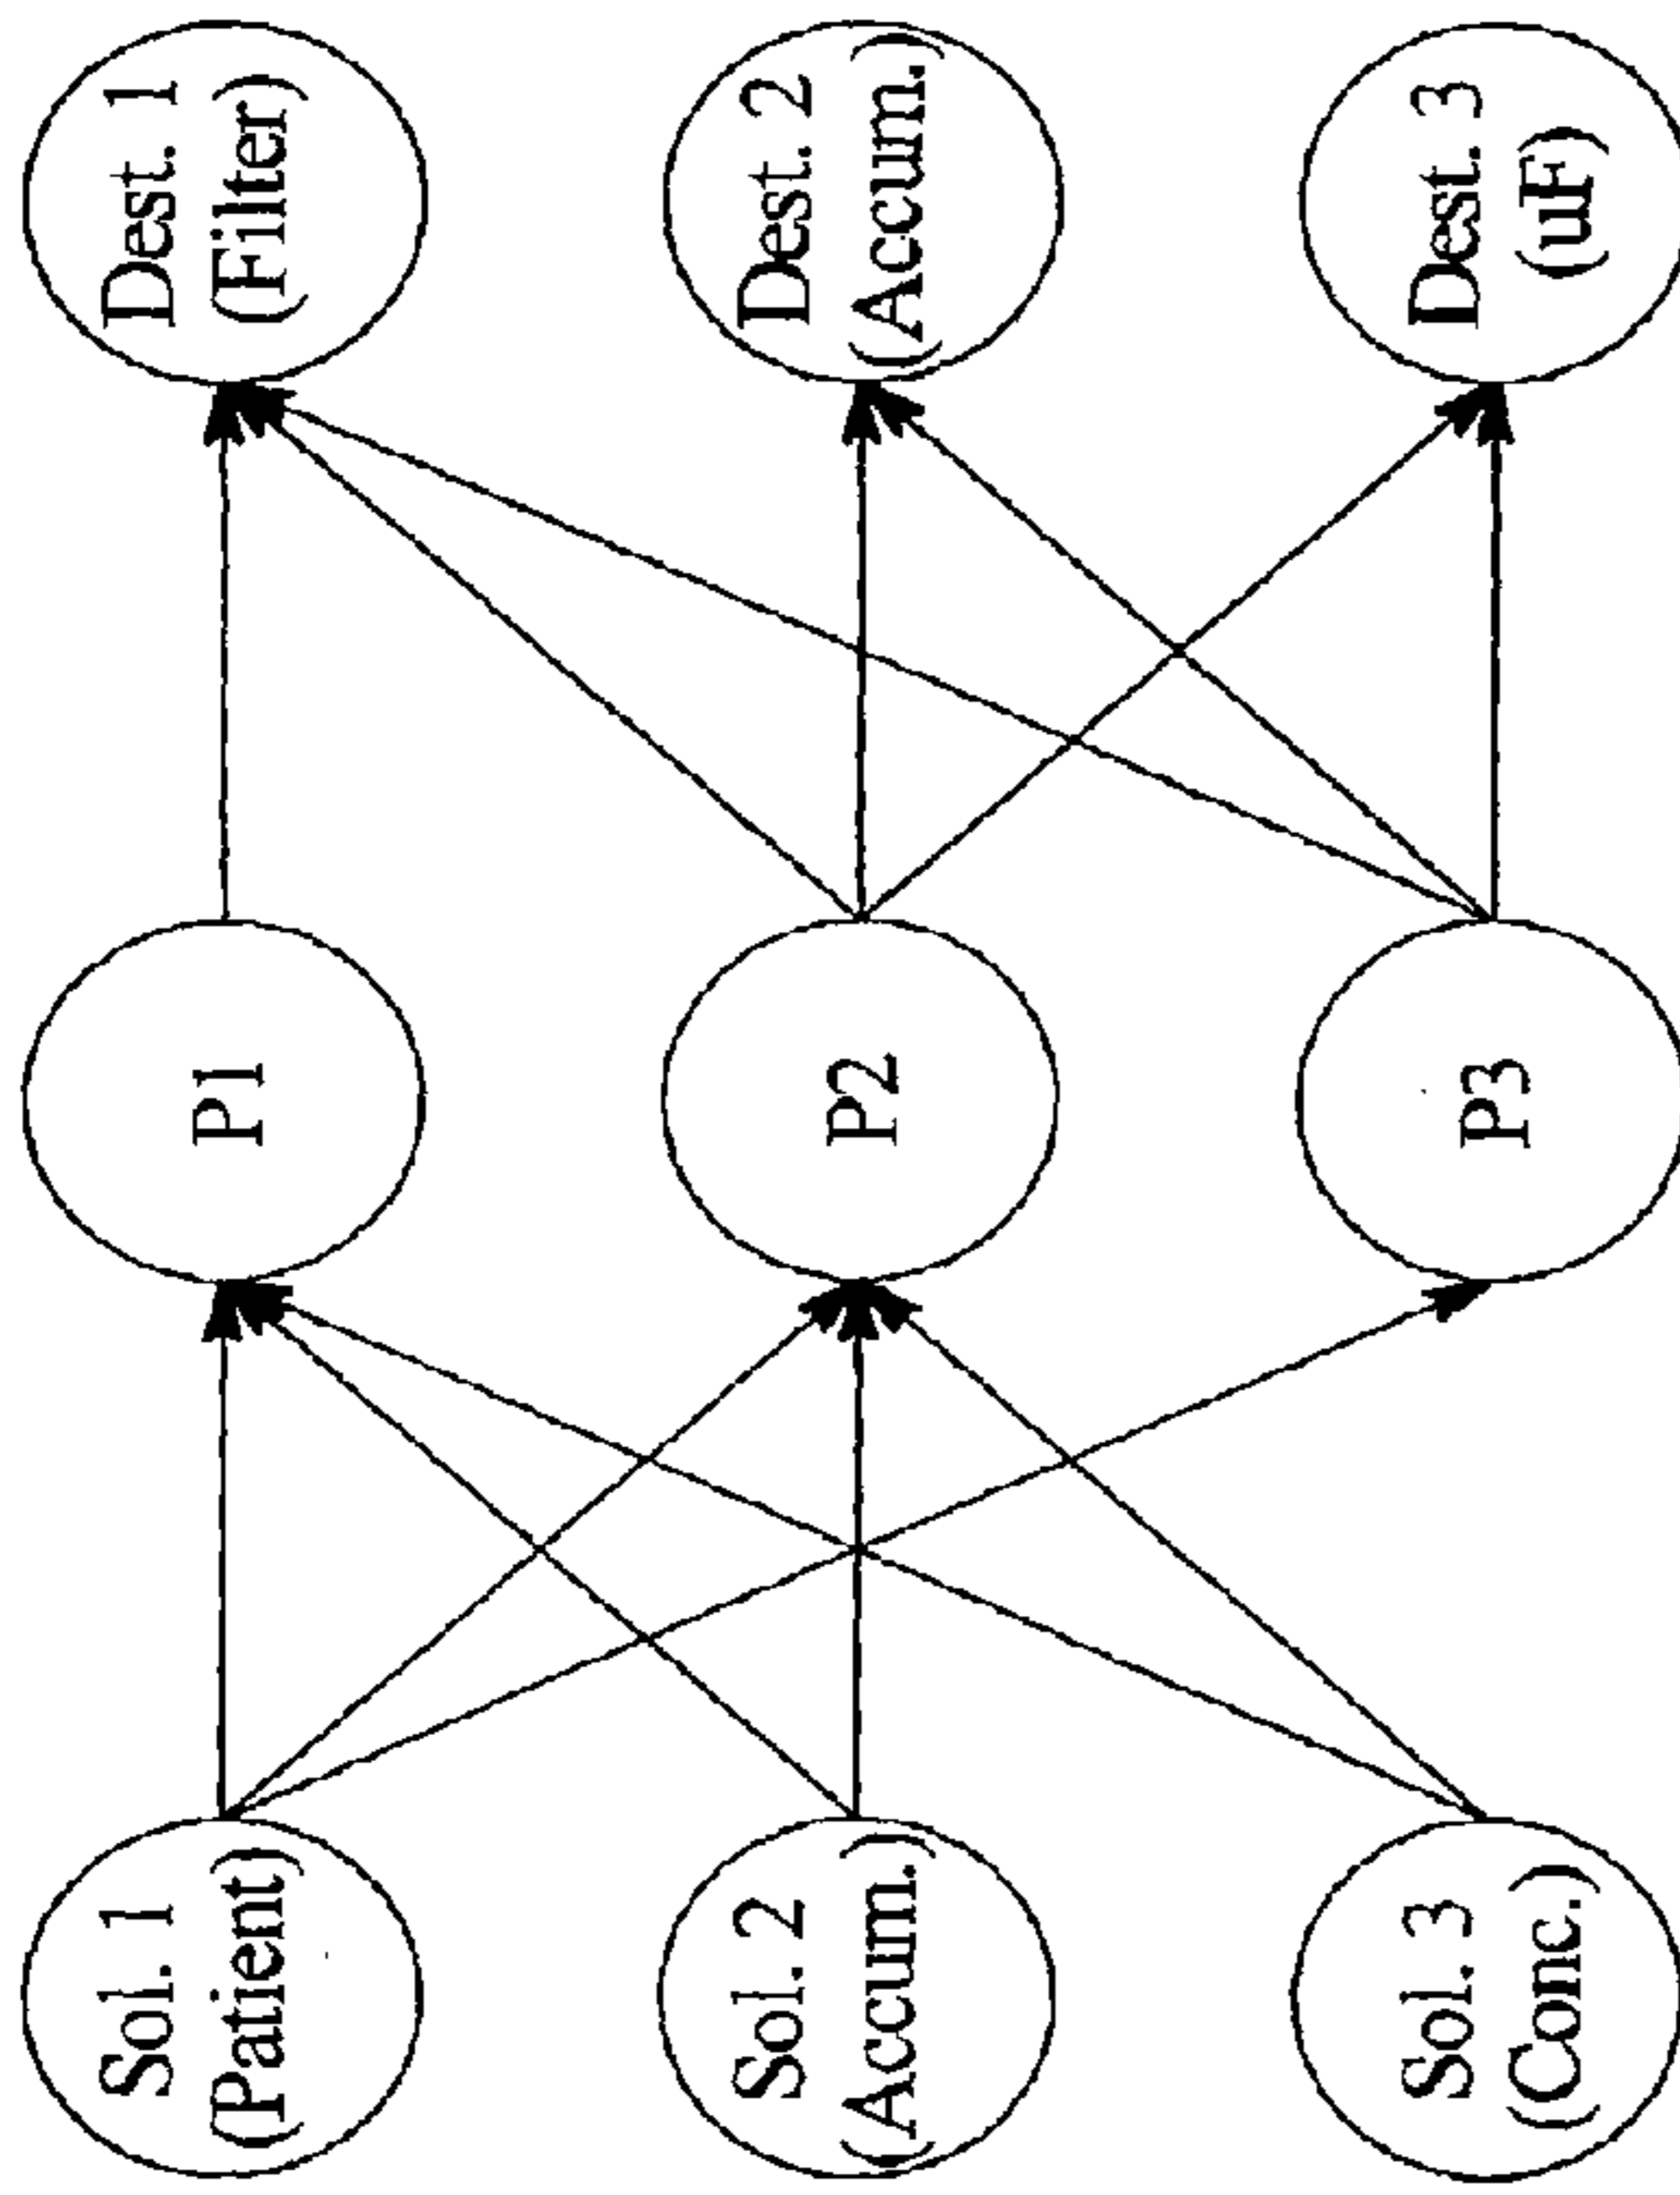 Sol. 1
(Patient)
P1
Dest. 1
(Filter)
Sol. 2
(Accum.)
P2
Dest. 2
(Accum.)
Sol. 3
(Conc.)
P3
Dest. 3
(uF)